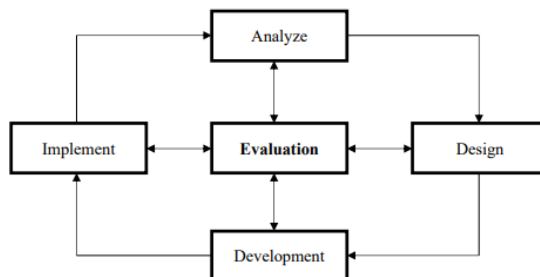 Analyze
Implement
Evaluation
Design
Development